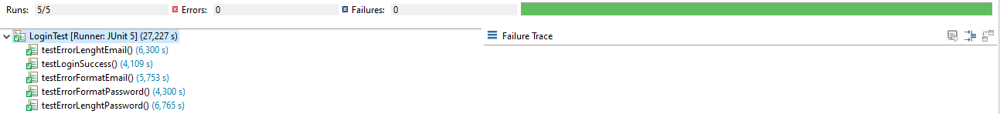 Runs: 5/5 Errors: 0 Failures: 0
LoginTest [Runner: JUnit 5] (27,227 s)
Failure Trace
testErrorLenghtEmail() (6,300 s)
testLoginSuccess() (4,109 s)
testErrorFormatEmail() (5,753 s)
testErrorFormatPassword() (4,300 s)
testErrorLenghtPassword() (6,765 s)